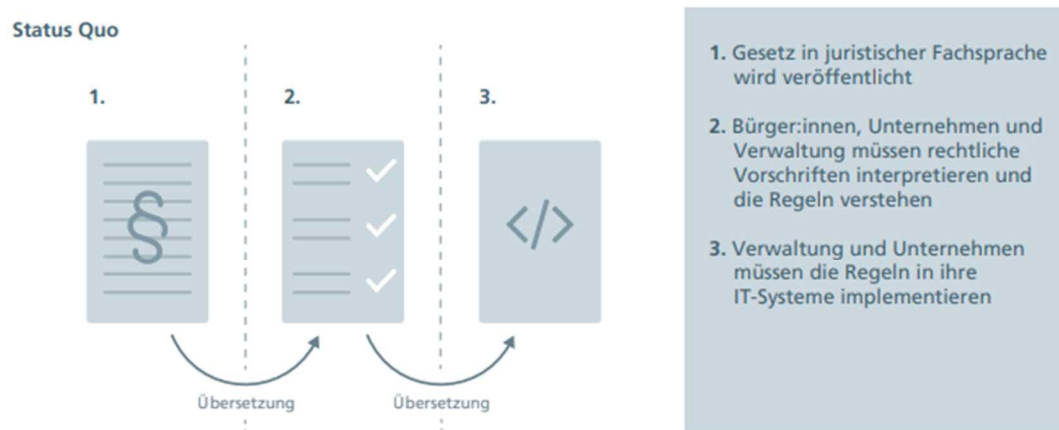 Status Quo
1.
2.
3.
§
</>
Übersetzung
Übersetzung
1. Gesetz in juristischer Fachsprache
wird veröffentlicht
2. Bürger:innen, Unternehmen und
Verwaltung müssen rechtliche
Vorschriften interpretieren und
die Regeln verstehen
3. Verwaltung und Unternehmen
müssen die Regeln in ihre
IT-Systeme implementieren